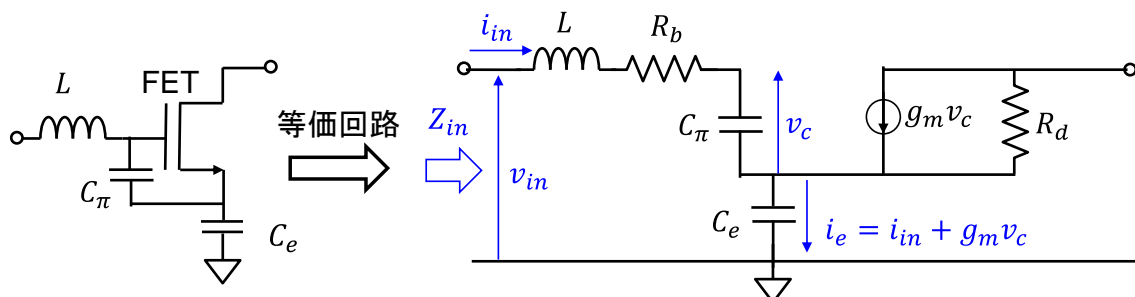 L
FET
C_π
C_e
等価回路
Z_in
i_in
L
R_b
v_in
C_π
v_c
g_m v_c
R_d
C_e
i_e = i_in + g_m v_c